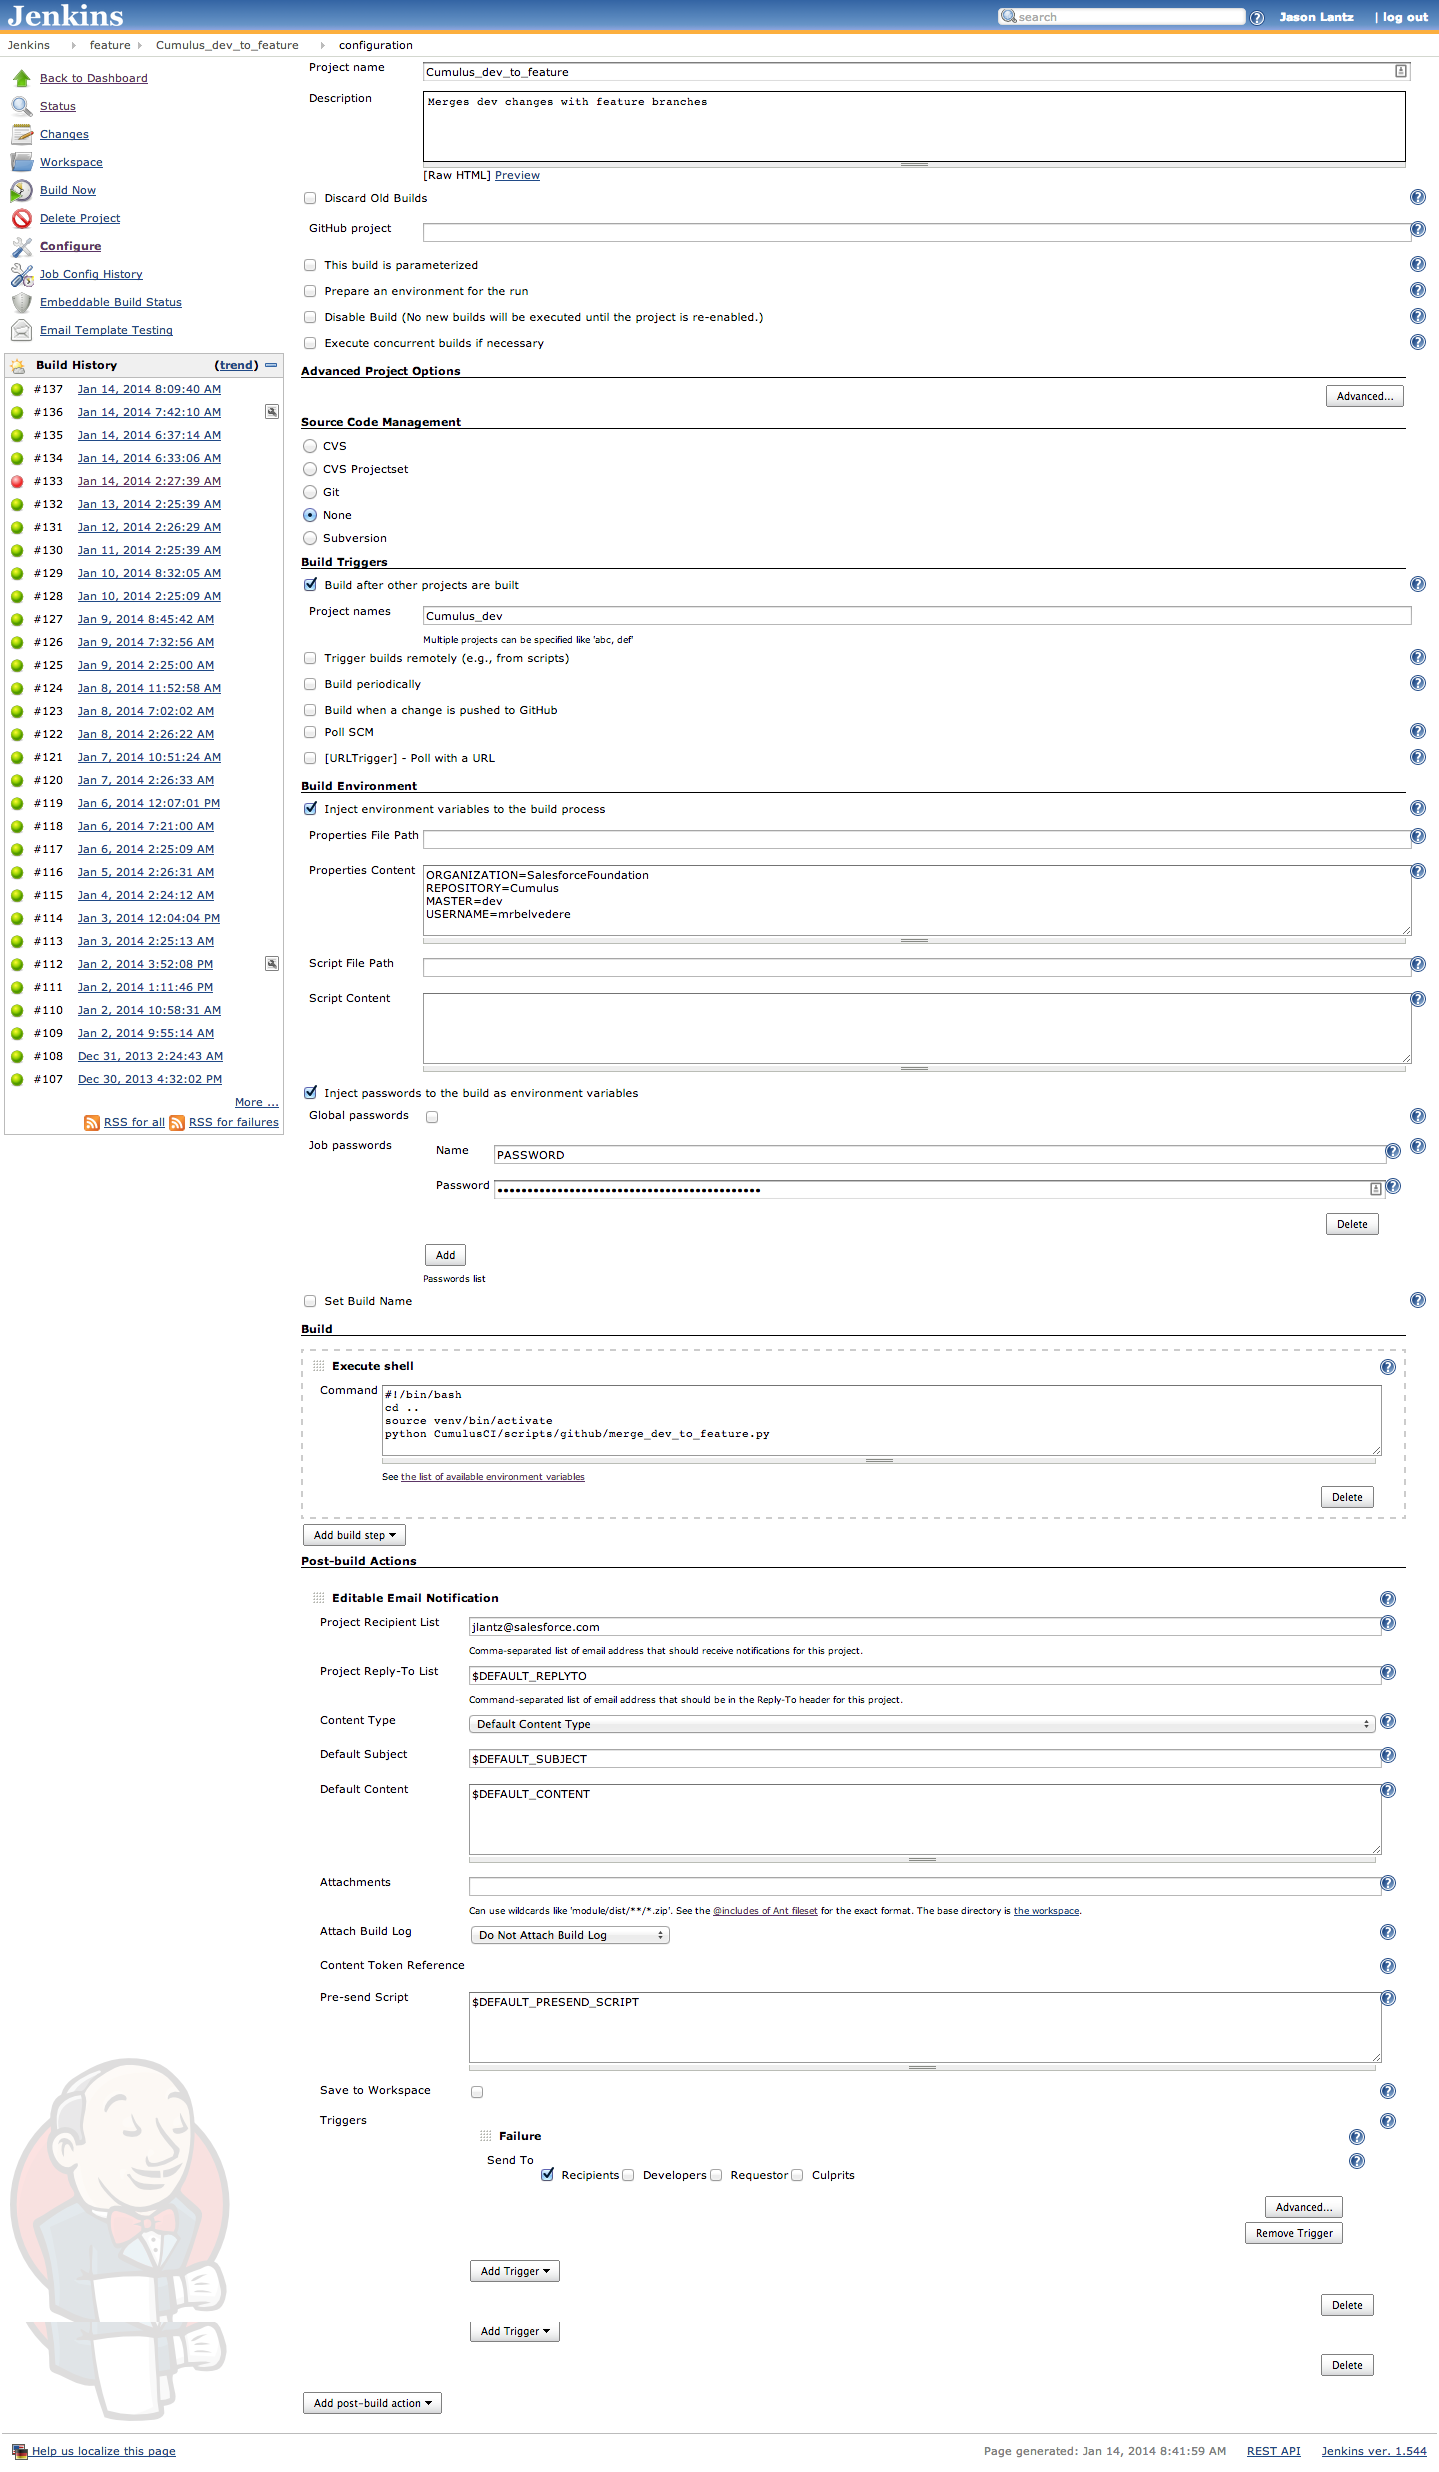 Jenkins
search
Jason Lantz
| log out
Jenkins
feature
Cumulus_dev_to_feature
configuration
Back to Dashboard
Status
Changes
Workspace
Build Now
Delete Project
Configure
Job Config History
Embeddable Build Status
Email Template Testing
Build History (trend)
#137 Jan 14, 2014 8:09:40 AM
#136 Jan 14, 2014 7:42:10 AM
#135 Jan 14, 2014 6:37:14 AM
#134 Jan 14, 2014 6:33:06 AM
#133 Jan 14, 2014 2:27:39 AM
#132 Jan 13, 2014 2:25:39 AM
#131 Jan 12, 2014 2:26:29 AM
#130 Jan 11, 2014 2:25:39 AM
#129 Jan 10, 2014 8:32:05 AM
#128 Jan 10, 2014 2:25:09 AM
#127 Jan 9, 2014 8:45:42 AM
#126 Jan 9, 2014 7:32:56 AM
#125 Jan 9, 2014 2:25:00 AM
#124 Jan 8, 2014 11:52:58 AM
#123 Jan 8, 2014 7:02:02 AM
#122 Jan 8, 2014 2:26:22 AM
#121 Jan 7, 2014 10:51:24 AM
#120 Jan 7, 2014 2:26:33 AM
#119 Jan 6, 2014 12:07:01 PM
#118 Jan 6, 2014 7:21:00 AM
#117 Jan 6, 2014 2:25:09 AM
#116 Jan 5, 2014 2:26:31 AM
#115 Jan 4, 2014 2:24:12 AM
#114 Jan 3, 2014 12:04:04 PM
#113 Jan 3, 2014 2:25:13 AM
#112 Jan 2, 2014 3:52:08 PM
#111 Jan 2, 2014 1:11:46 PM
#110 Jan 2, 2014 10:58:31 AM
#109 Jan 2, 2014 9:55:14 AM
#108 Dec 31, 2013 2:24:43 AM
#107 Dec 30, 2013 4:32:02 PM
More ...
RSS for all RSS for failures
Project name Cumulus_dev_to_feature
Description Merges dev changes with feature branches
[Raw HTML] Preview
Discard Old Builds
GitHub project
This build is parameterized
Prepare an environment for the run
Disable Build (No new builds will be executed until the project is re-enabled.)
Execute concurrent builds if necessary
Advanced Project Options
Advanced...
Source Code Management
CVS
CVS Projectset
Git
None
Subversion
Build Triggers
Build after other projects are built
Project names Cumulus_dev
Multiple projects can be specified like 'abc, def'
Trigger builds remotely (e.g., from scripts)
Build periodically
Build when a change is pushed to GitHub
Poll SCM
[URLTrigger] - Poll with a URL
Build Environment
Inject environment variables to the build process
Properties File Path
Properties Content ORGANIZATION=SalesforceFoundation
REPOSITORY=Cumulus
MASTER=dev
USERNAME=mrbelvedere
Script File Path
Script Content
Inject passwords to the build as environment variables
Global passwords
Job passwords
Name PASSWORD
Password
Delete
Add
Passwords list
Set Build Name
Build
Execute shell
Command #!/bin/bash
cd ..
source venv/bin/activate
python CumulusCI/scripts/github/merge_dev_to_feature.py
See the list of available environment variables
Delete
Add build step
Post-build Actions
Editable Email Notification
Project Recipient List jlantz@salesforce.com
Comma-separated list of email address that should receive notifications for this project.
Project Reply-To List $DEFAULT_REPLYTO
Command-separated list of email address that should be in the Reply-To header for this project.
Content Type Default Content Type
Default Subject $DEFAULT_SUBJECT
Default Content $DEFAULT_CONTENT
Attachments
Can use wildcards like 'module/dist/**/*.zip'. See the @includes of Ant fileset for the exact format. The base directory is the workspace.
Attach Build Log Do Not Attach Build Log
Content Token Reference
Pre-send Script $DEFAULT_PRESEND_SCRIPT
Save to Workspace
Triggers
Failure
Send To
Recipients Developers Requestor Culprits
Advanced...
Remove Trigger
Add Trigger
Delete
Add Trigger
Delete
Add post-build action
Help us localize this page
Page generated: Jan 14, 2014 8:41:59 AM REST API Jenkins ver. 1.544